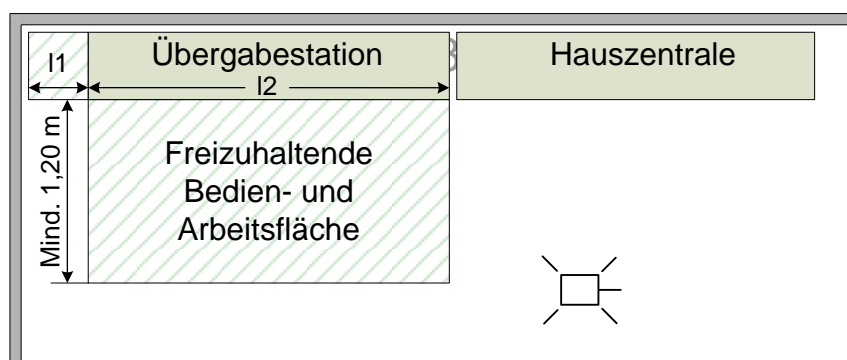 l1
Übergabestation
Hauszentrale
l2
Mind. 1,20 m
Freizuhaltende
Bedien- und
Arbeitsfläche